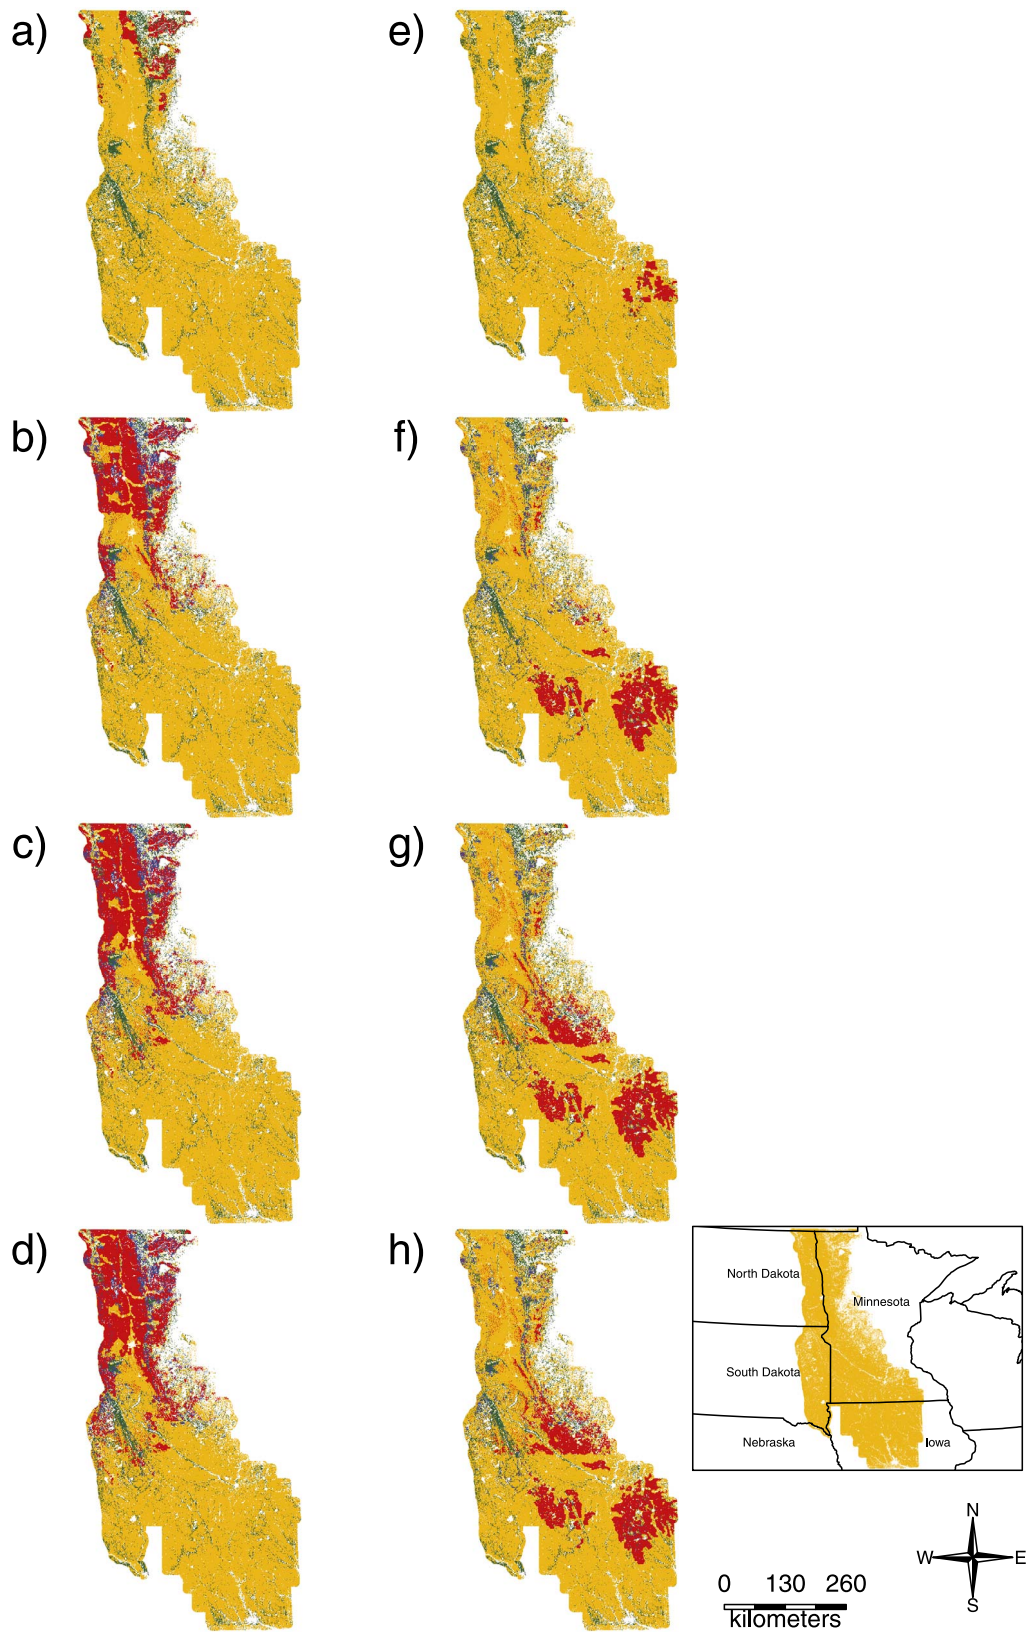 a)
e)
b)
f)
c)
g)
d)
h)
North Dakota
Minnesota
South Dakota
Nebraska
Iowa
N
W
E
S
0 130 260
kilometers